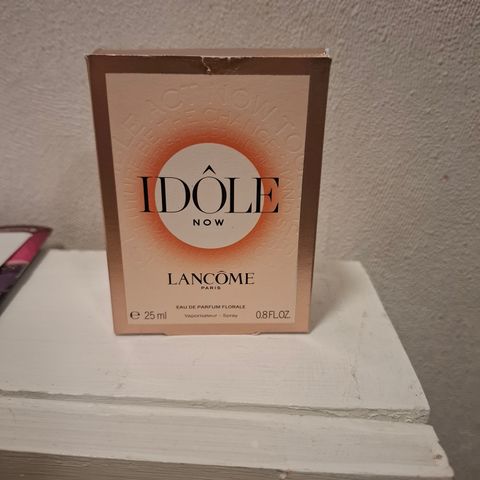 IDÔLE
NOW
LANCÔME
PARIS
EAU DE PARFUM FLORALE
℮ 25 ml Vaporisateur - Spray 0.8 FL.OZ.